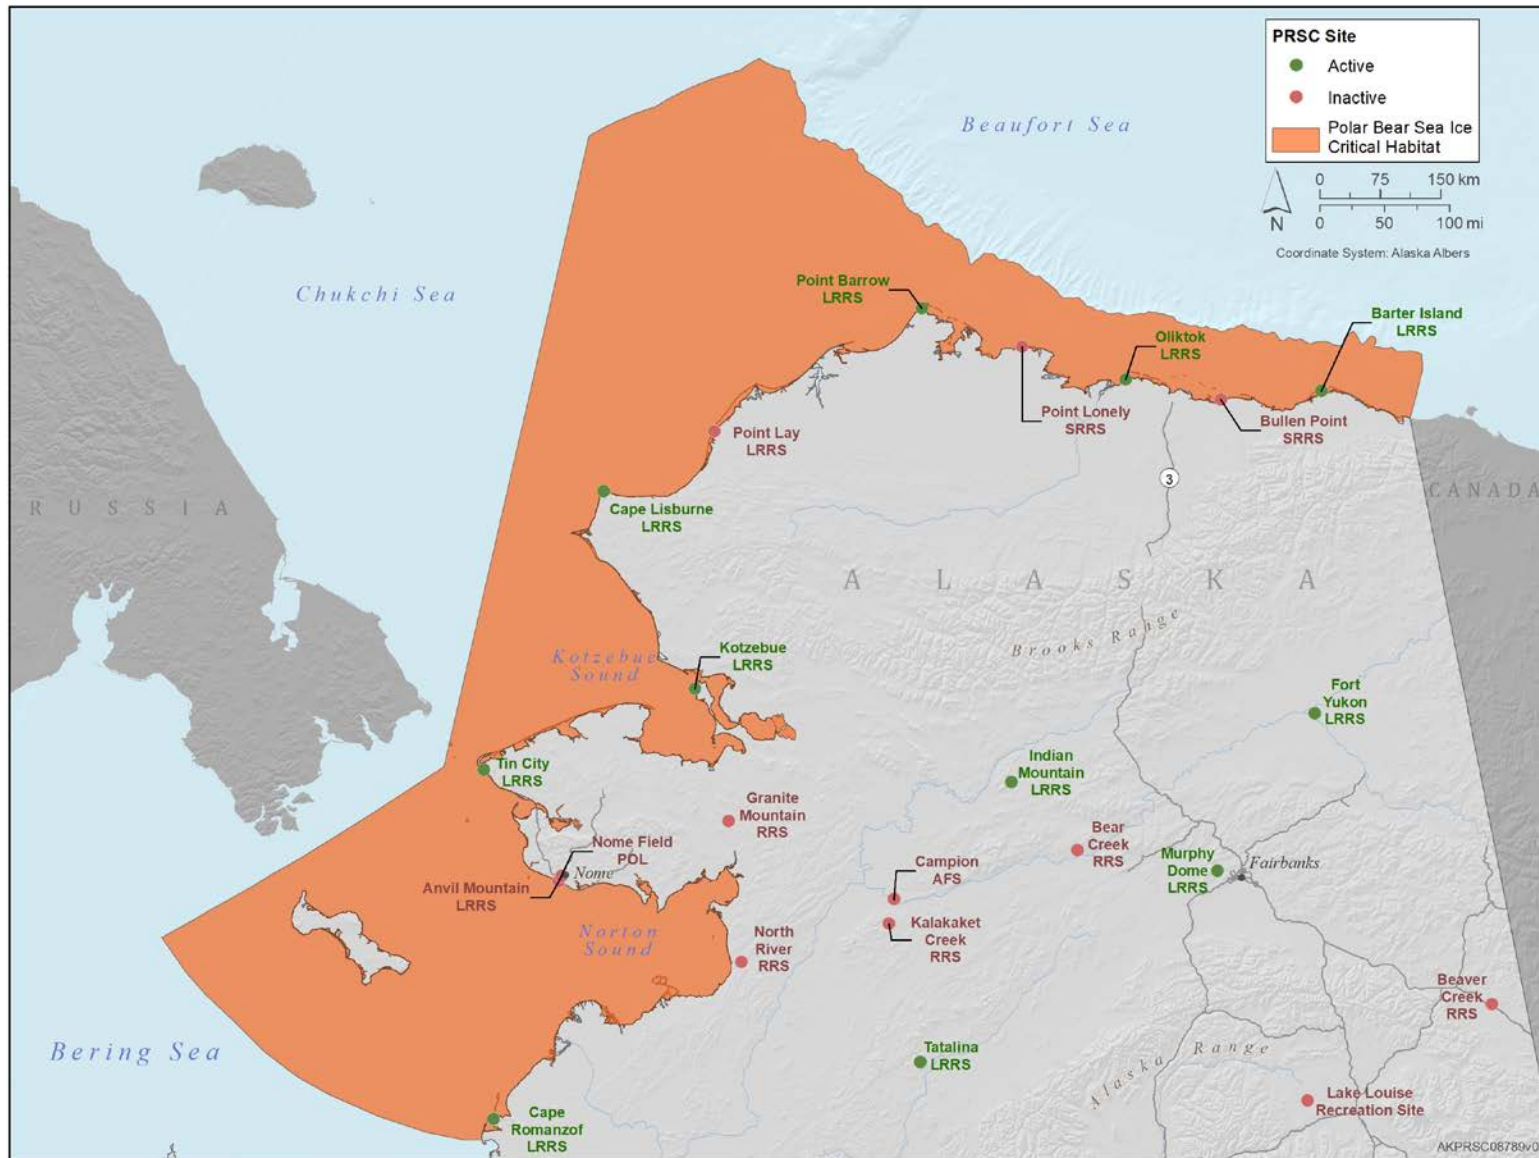 PRSC Site
Active
Inactive
Polar Bear Sea Ice
Critical Habitat
0 75 150 km
0 50 100 mi
N
Coordinate System: Alaska Albers
Beaufort Sea
Chukchi Sea
Point Barrow
LRRS
Barter Island
LRRS
Oliktok
LRRS
Point Lonely
SRRS
Bullen Point
SRRS
Point Lay
LRRS
3
Cape Lisburne
LRRS
RUSSIA
CANADA
ALASKA
Brooks Range
Kotzebue
Sound
Kotzebue
LRRS
Fort
Yukon
LRRS
Tin City
LRRS
Indian
Mountain
LRRS
Granite
Mountain
RRS
Bear
Creek
RRS
Nome Field
POL
Nome
Anvil Mountain
LRRS
Campion
AFS
Murphy
Dome
LRRS
Fairbanks
Kalakaket
Creek
RRS
Norton
Sound
North
River
RRS
Beaver
Creek
RRS
Bering Sea
Tatalina
LRRS
Alaska Range
Lake Louise
Recreation Site
Cape
Romanzof
LRRS
AKPRSC08789v0